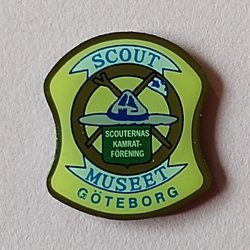 SCOUT
SCOUTERNAS
KAMRAT-
FÖRENING
MUSEET
GÖTEBORG